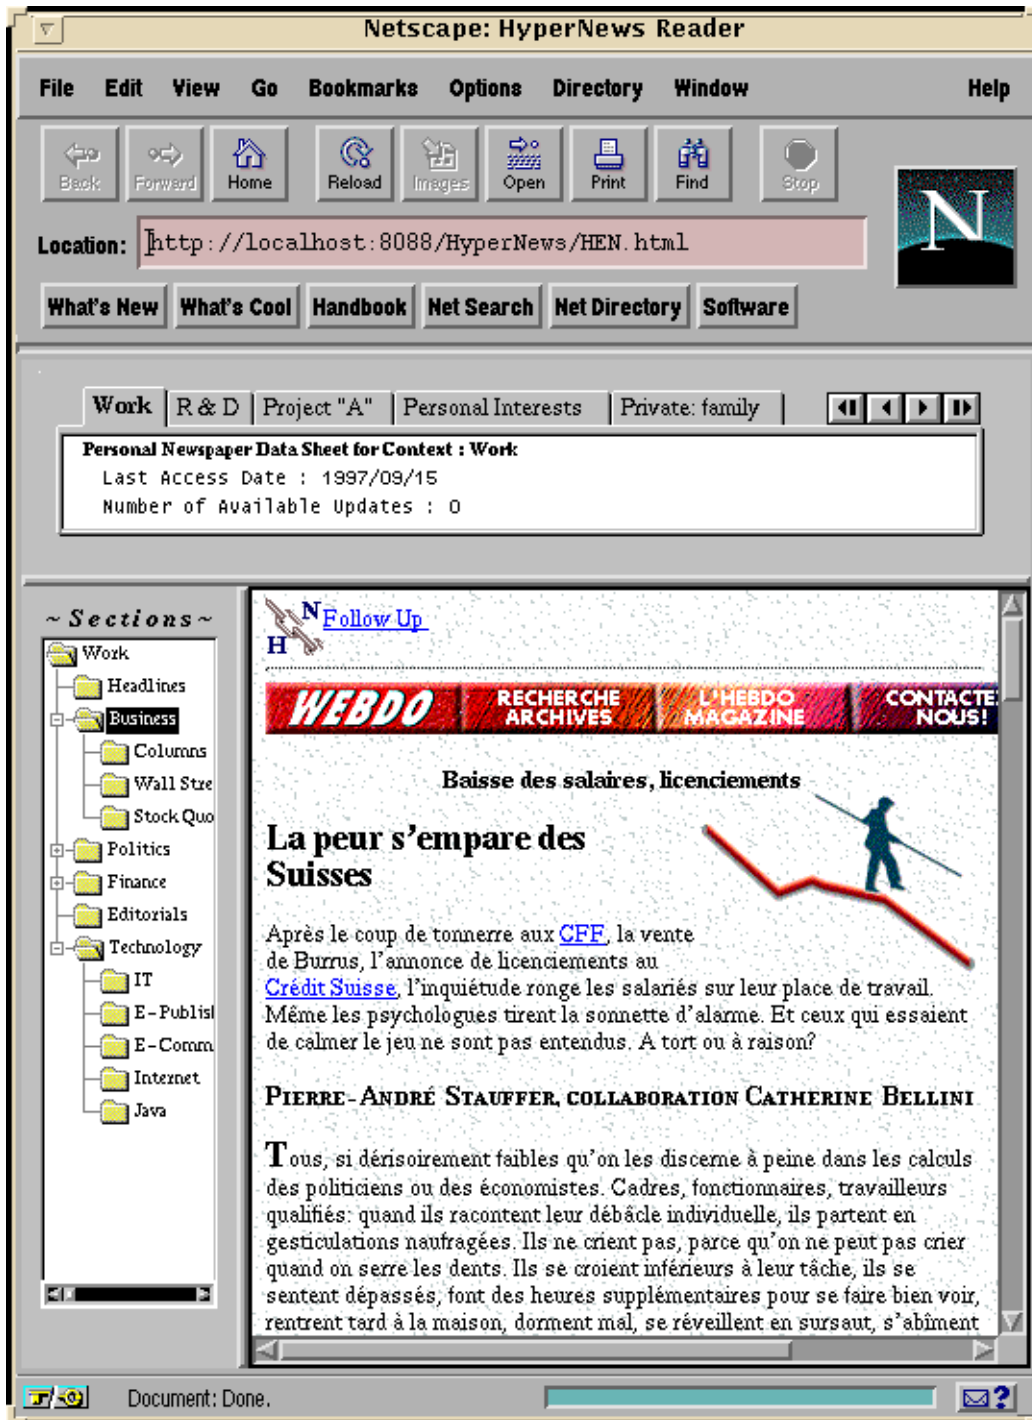 Netscape: HyperNews Reader
File Edit View Go Bookmarks Options Directory Window Help
Back Forward Home Reload Images Open Print Find Stop
N
Location: http://localhost:8088/HyperNews/HEN.html
What's New What's Cool Handbook Net Search Net Directory Software
Work R & D Project "A" Personal Interests Private: family
Personal Newspaper Data Sheet for Context : Work
Last Access Date : 1997/09/15
Number of Available Updates : 0
~ Sections ~
Work
Headlines
Business
Columns
Wall Stre
Stock Quo
Politics
Finance
Editorials
Technology
IT
E-Publisl
E-Comm
Internet
Java
H N Follow Up
WEBDO RECHERCHE ARCHIVES L'HEBDO MAGAZINE CONTACTE NOUS!
Baisse des salaires, licenciements
La peur s'empare des
Suisses
Après le coup de tonnerre aux CFF, la vente
de Burrus, l'annonce de licenciements au
Crédit Suisse, l'inquiétude ronge les salariés sur leur place de travail.
Même les psychologues tirent la sonnette d'alarme. Et ceux qui essaient
de calmer le jeu ne sont pas entendus. A tort ou à raison?
Pierre-André Stauffer, collaboration Catherine Bellini
Tous, si dérisoirement faibles qu'on les discerne à peine dans les calculs
des politiciens ou des économistes. Cadres, fonctionnaires, travailleurs
qualifiés: quand ils racontent leur débâcle individuelle, ils partent en
gesticulations naufragées. Ils ne crient pas, parce qu'on ne peut pas crier
quand on serre les dents. Ils se croient inférieurs à leur tâche, ils se
sentent dépassés, font des heures supplémentaires pour se faire bien voir,
rentrent tard à la maison, dorment mal, se réveillent en sursaut, s'abîment
Document: Done.
?